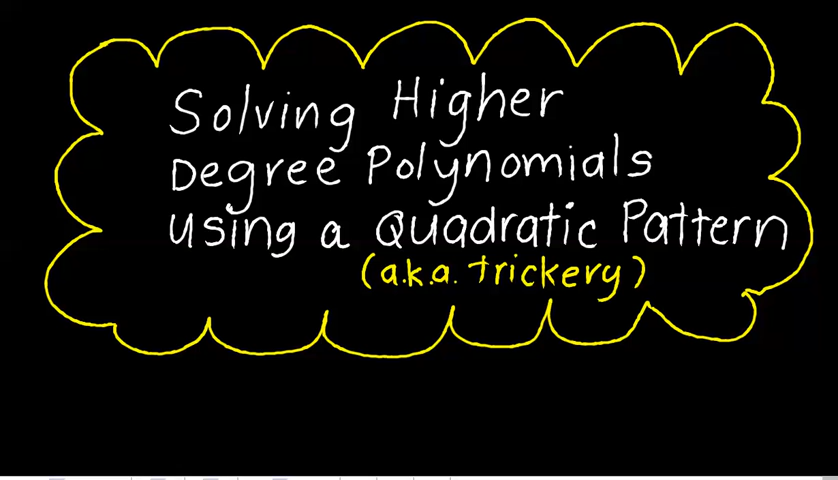 Solving Higher
Degree Polynomials
Using a Quadratic Pattern
(a.k.a. trickery)